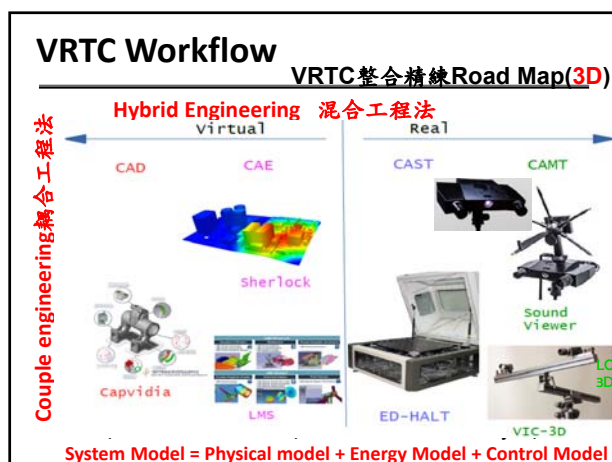 VRTC Workflow
VRTC整合精練Road Map(3D)
Hybrid Engineering 混合工程法
Couple engineering耦合工程法
Virtual
Real
CAD
CAE
CAST
CAMT
Sherlock
Sound
Viewer
Capvidia
LMS
ED-HALT
VIC-3D
LC
3D
System Model = Physical model + Energy Model + Control Model